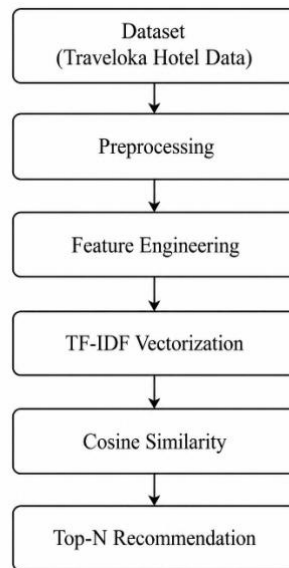 Dataset
(Traveloka Hotel Data)
Preprocessing
Feature Engineering
TF-IDF Vectorization
Cosine Similarity
Top-N Recommendation